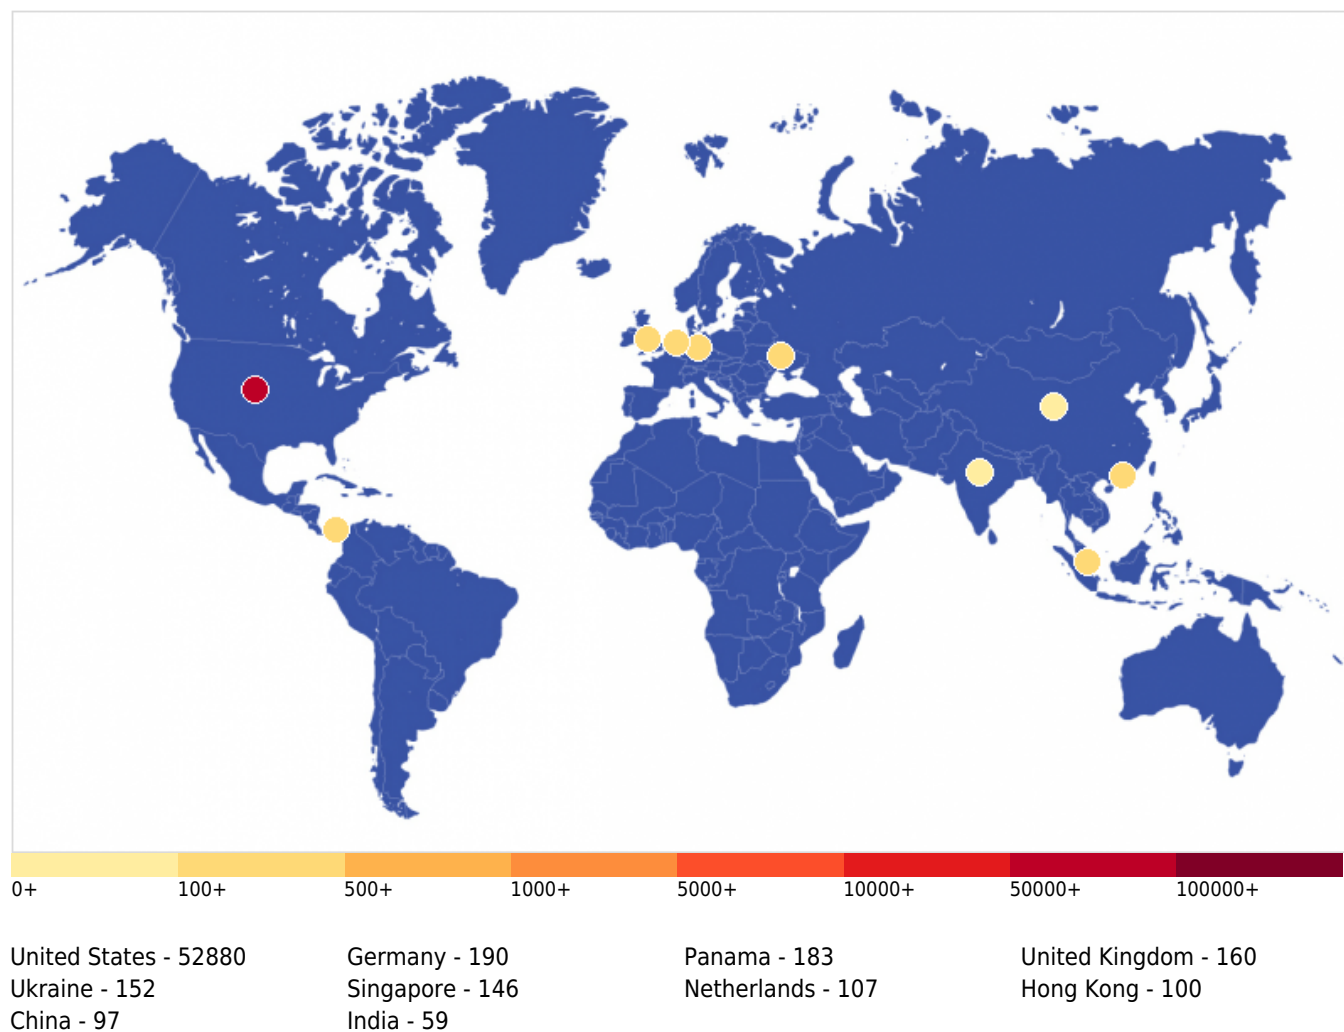 0+ 100+ 500+ 1000+ 5000+ 10000+ 50000+ 100000+
United States - 52880 Germany - 190 Panama - 183 United Kingdom - 160
Ukraine - 152 Singapore - 146 Netherlands - 107 Hong Kong - 100
China - 97 India - 59